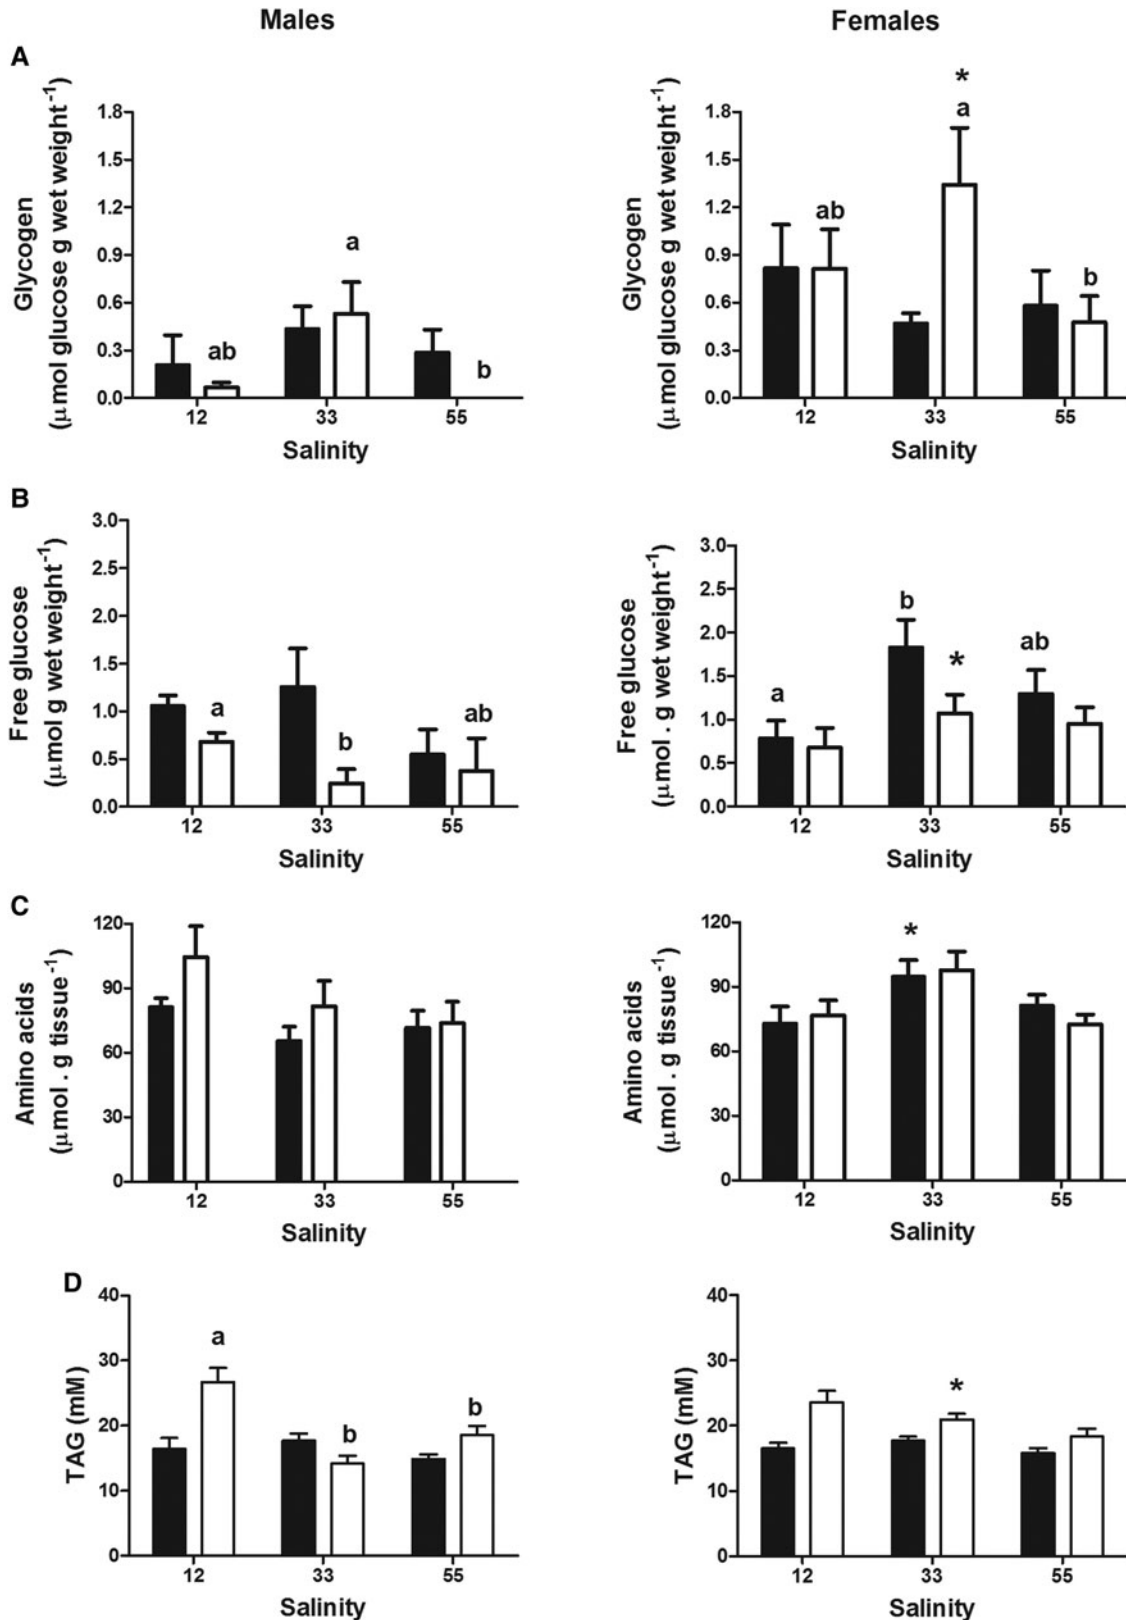 Males
Females
A
Glycogen
(µmol glucose g wet weight-1)
1.8
1.5
1.2
0.9
0.6
0.3
0.0
ab
a
b
12
33
55
Salinity
Glycogen
(µmol glucose g wet weight-1)
1.8
1.5
1.2
0.9
0.6
0.3
0.0
ab
*
a
b
12
33
55
Salinity
B
Free glucose
(µmol g wet weight-1)
3.0
2.5
2.0
1.5
1.0
0.5
0.0
a
b
ab
12
33
55
Salinity
Free glucose
(µmol . g wet weight-1)
3.0
2.5
2.0
1.5
1.0
0.5
0.0
a
b
*
ab
12
33
55
Salinity
C
Amino acids
(µmol . g tissue-1)
120
90
60
30
0
12
33
55
Salinity
Amino acids
(µmol . g tissue-1)
120
90
60
30
0
*
12
33
55
Salinity
D
TAG (mM)
40
30
20
10
0
a
b
b
12
33
55
Salinity
TAG (mM)
40
30
20
10
0
*
12
33
55
Salinity